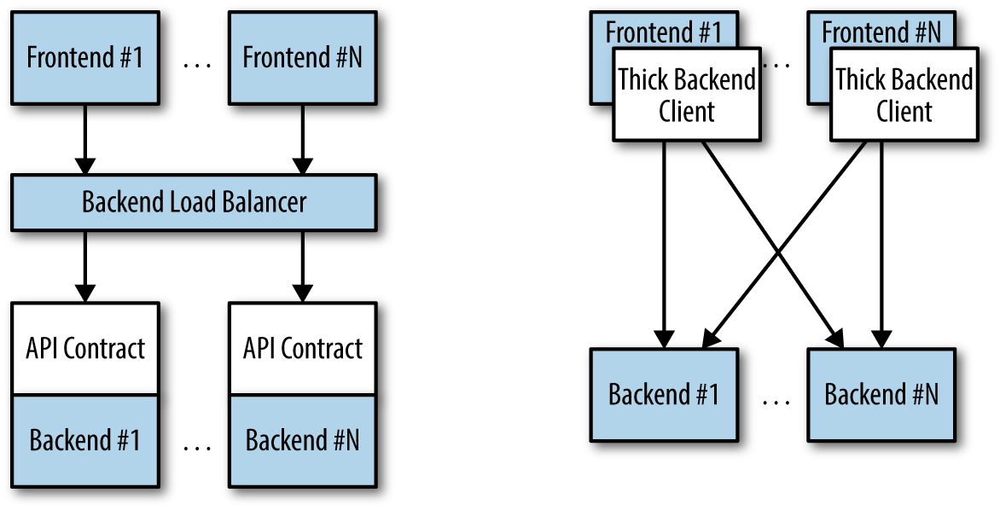 Frontend #1
...
Frontend #N
Backend Load Balancer
API Contract
API Contract
Backend #1
...
Backend #N
Frontend #1
...
Frontend #N
Thick Backend
Client
Thick Backend
Client
Backend #1
...
Backend #N